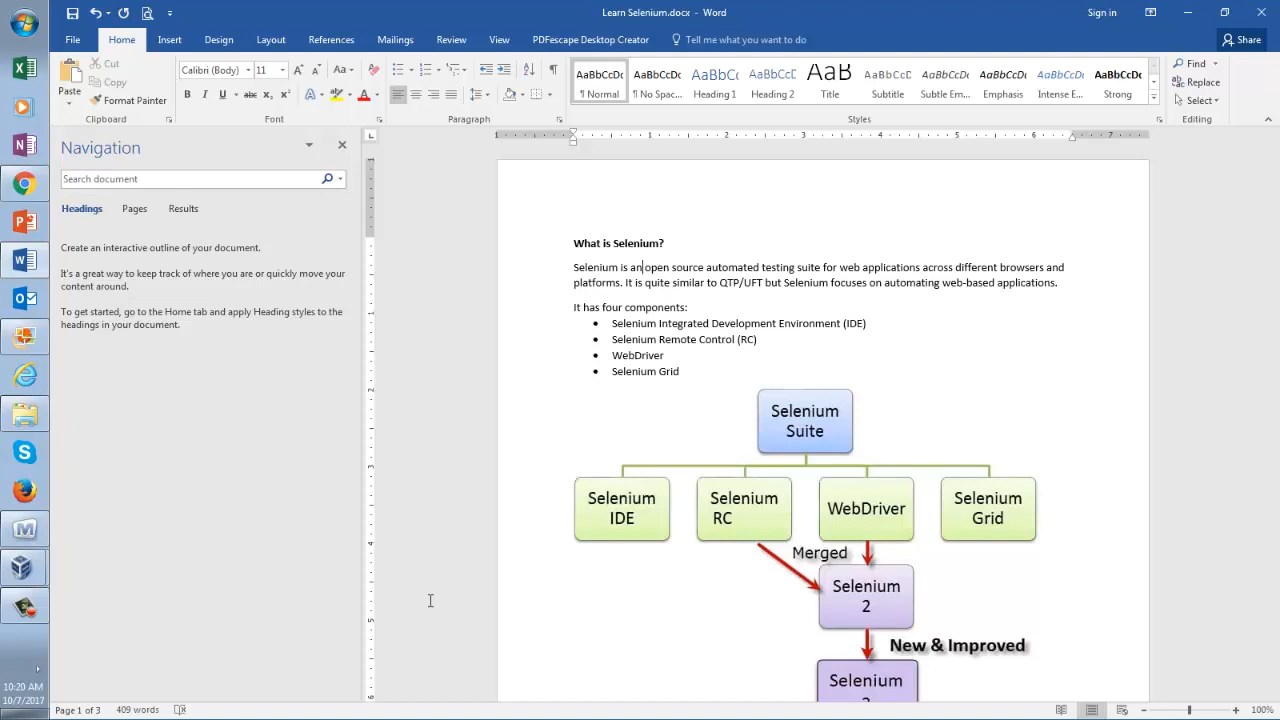 Learn Selenium.docx - Word
Sign in
File Home Insert Design Layout References Mailings Review View PDFescape Desktop Creator Tell me what you want to do Share
Paste
Cut
Copy
Format Painter
Clipboard
Calibri (Body) 11
Font
Paragraph
AaBbCcDc AaBbCcDc AaBbCc AaBbCcC AaB AaBbCcC AaBbCcDc AaBbCcDc AaBbCcDc AaBbCcDc
¶ Normal ¶ No Spac... Heading 1 Heading 2 Title Subtitle Subtle Em... Emphasis Intense E... Strong
Styles
Find
Replace
Select
Editing
Navigation
Search document
Headings Pages Results
Create an interactive outline of your document.
It's a great way to keep track of where you are or quickly move your
content around.
To get started, go to the Home tab and apply Heading styles to the
headings in your document.
What is Selenium?
Selenium is an open source automated testing suite for web applications across different browsers and
platforms. It is quite similar to QTP/UFT but Selenium focuses on automating web-based applications.
It has four components:
• Selenium Integrated Development Environment (IDE)
• Selenium Remote Control (RC)
• WebDriver
• Selenium Grid
Selenium
Suite
Selenium
IDE
Selenium
RC
WebDriver
Selenium
Grid
Merged
Selenium
2
New & Improved
Selenium
10:20 AM
10/7/2017
Page 1 of 3 409 words
100%